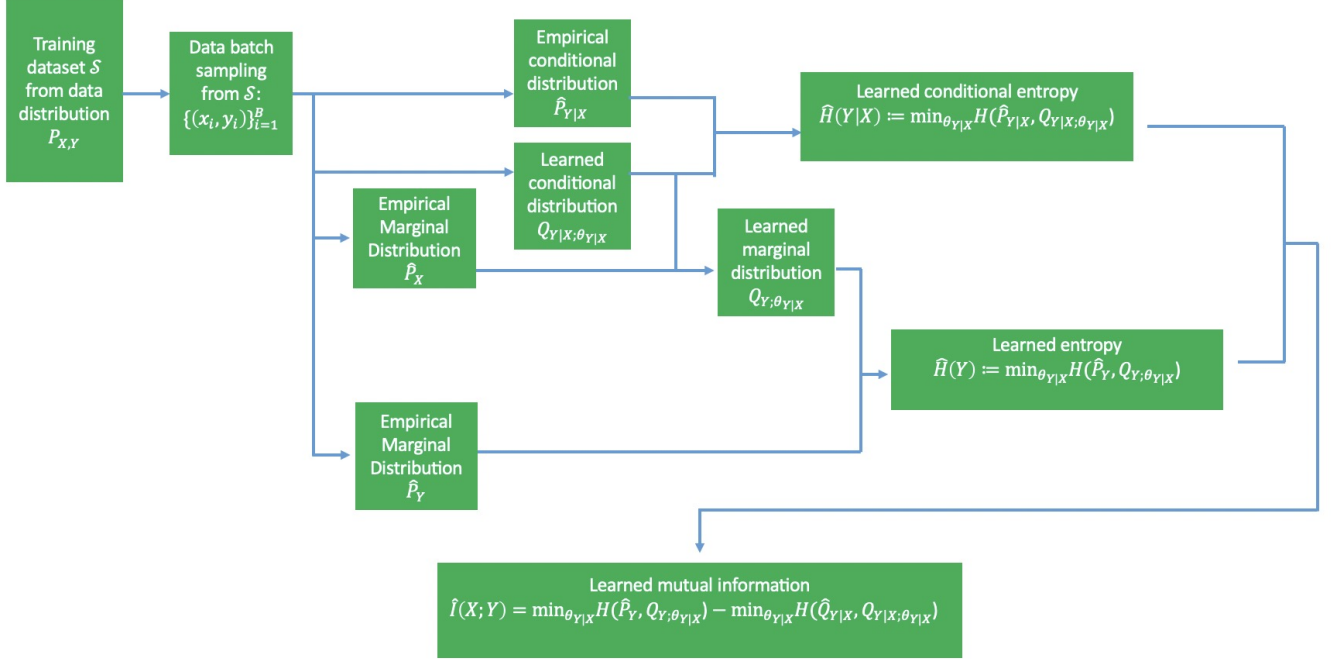 Training
dataset 𝒮
from data
distribution
P_{X,Y}
Data batch
sampling
from 𝒮:
{(x_i, y_i)}_{i=1}^B
Empirical
conditional
distribution
P̂_{Y|X}
Learned
conditional
distribution
Q_{Y|X;θ_{Y|X}}
Empirical
Marginal
Distribution
P̂_X
Learned
marginal
distribution
Q_{Y;θ_{Y|X}}
Empirical
Marginal
Distribution
P̂_Y
Learned conditional entropy
Ĥ(Y|X) ≔ min_{θ_{Y|X}} H(P̂_{Y|X}, Q_{Y|X;θ_{Y|X}})
Learned entropy
Ĥ(Y) ≔ min_{θ_{Y|X}} H(P̂_Y, Q_{Y;θ_{Y|X}})
Learned mutual information
Î(X; Y) = min_{θ_{Y|X}} H(P̂_Y, Q_{Y;θ_{Y|X}}) − min_{θ_{Y|X}} H(Q̂_{Y|X}, Q_{Y|X;θ_{Y|X}})